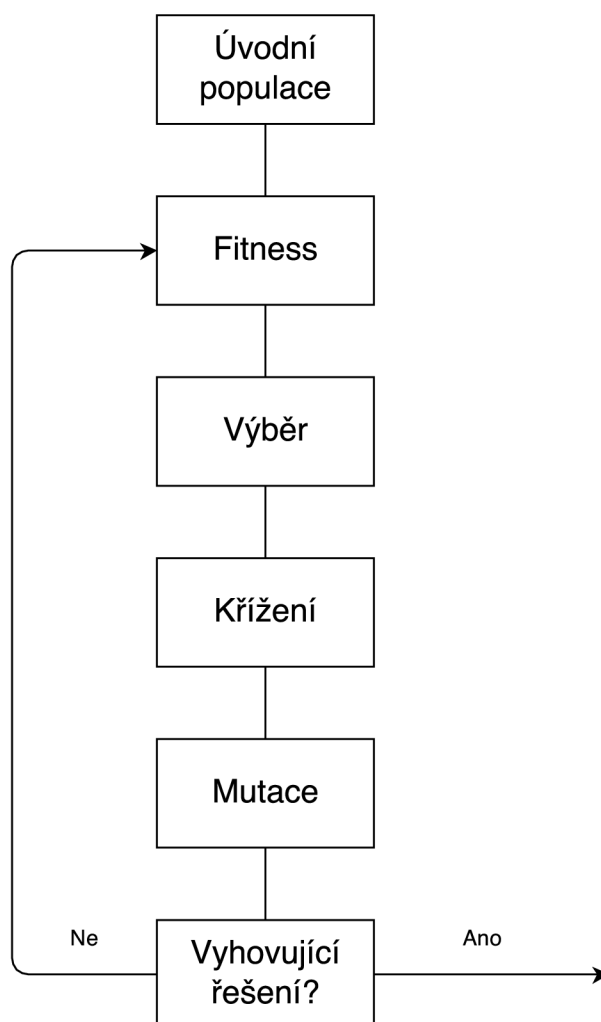 Úvodní
populace
Fitness
Výběr
Křížení
Mutace
Ne
Vyhovující
řešení?
Ano